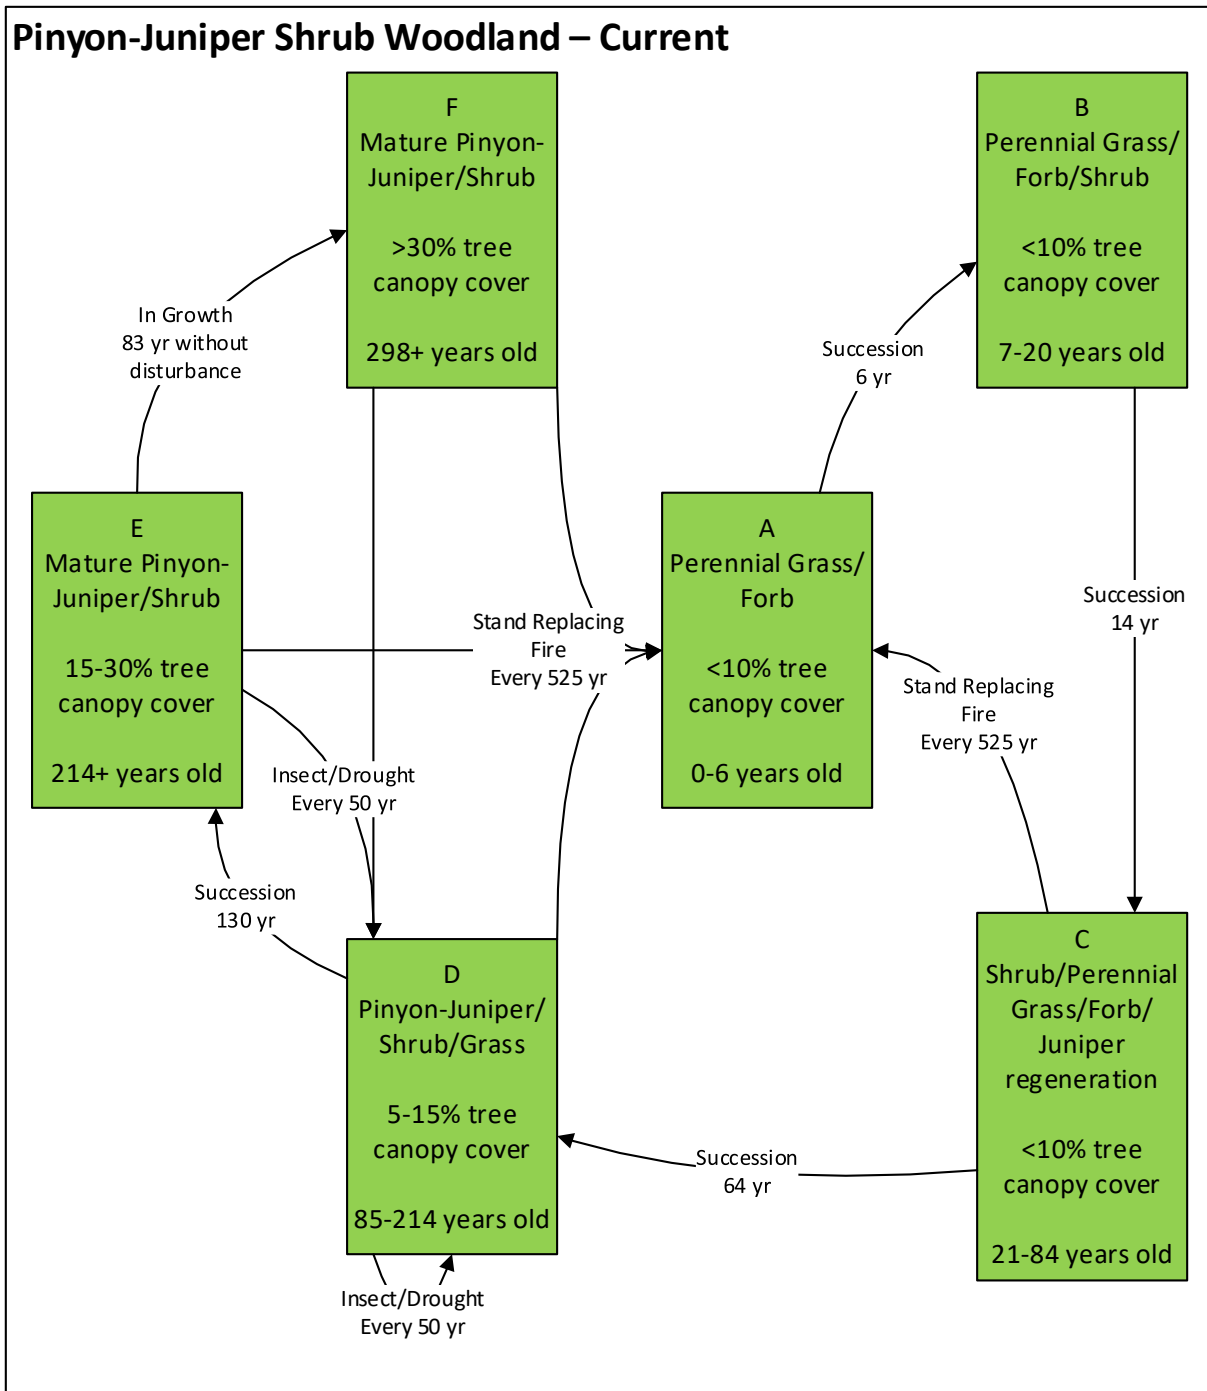 Pinyon-Juniper Shrub Woodland – Current
F
Mature Pinyon-
Juniper/Shrub
>30% tree
canopy cover
298+ years old
B
Perennial Grass/
Forb/Shrub
<10% tree
canopy cover
7-20 years old
In Growth
83 yr without
disturbance
Succession
6 yr
E
Mature Pinyon-
Juniper/Shrub
15-30% tree
canopy cover
214+ years old
A
Perennial Grass/
Forb
<10% tree
canopy cover
0-6 years old
Stand Replacing
Fire
Every 525 yr
Succession
14 yr
Stand Replacing
Fire
Every 525 yr
Insect/Drought
Every 50 yr
Succession
130 yr
D
Pinyon-Juniper/
Shrub/Grass
5-15% tree
canopy cover
85-214 years old
C
Shrub/Perennial
Grass/Forb/
Juniper
regeneration
<10% tree
canopy cover
21-84 years old
Succession
64 yr
Insect/Drought
Every 50 yr